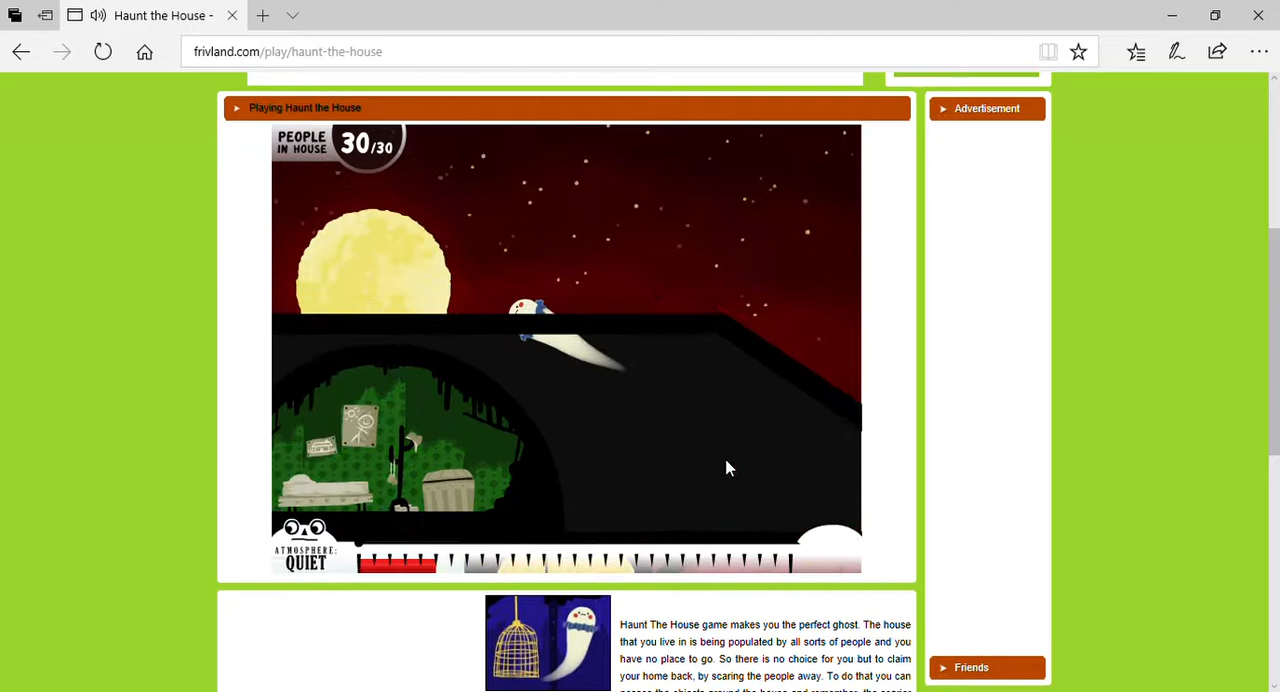 Haunt the House -
frivland.com/play/haunt-the-house
Playing Haunt the House
Advertisement
PEOPLE
IN HOUSE
30/30
ATMOSPHERE:
QUIET
Haunt The House game makes you the perfect ghost. The house
that you live in is being populated by all sorts of people and you
have no place to go. So there is no choice for you but to claim
your home back, by scaring the people away. To do that you can
Friends